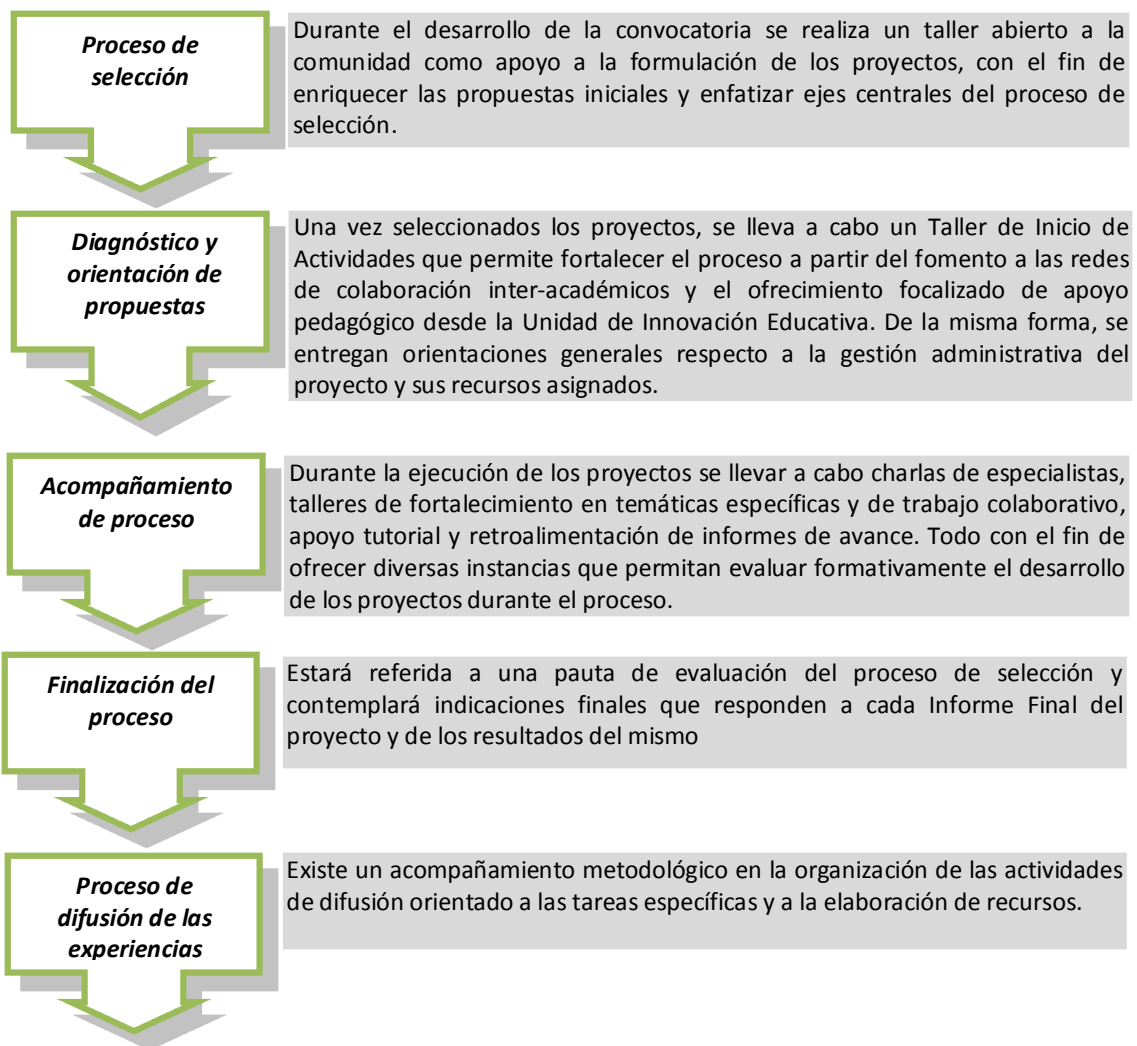 Proceso de
selección
Durante el desarrollo de la convocatoria se realiza un taller abierto a la
comunidad como apoyo a la formulación de los proyectos, con el fin de
enriquecer las propuestas iniciales y enfatizar ejes centrales del proceso de
selección.
Diagnóstico y
orientación de
propuestas
Una vez seleccionados los proyectos, se lleva a cabo un Taller de Inicio de
Actividades que permite fortalecer el proceso a partir del fomento a las redes
de colaboración inter-académicos y el ofrecimiento focalizado de apoyo
pedagógico desde la Unidad de Innovación Educativa. De la misma forma, se
entregan orientaciones generales respecto a la gestión administrativa del
proyecto y sus recursos asignados.
Acompañamiento
de proceso
Durante la ejecución de los proyectos se llevar a cabo charlas de especialistas,
talleres de fortalecimiento en temáticas específicas y de trabajo colaborativo,
apoyo tutorial y retroalimentación de informes de avance. Todo con el fin de
ofrecer diversas instancias que permitan evaluar formativamente el desarrollo
de los proyectos durante el proceso.
Finalización del
proceso
Estará referida a una pauta de evaluación del proceso de selección y
contemplará indicaciones finales que responden a cada Informe Final del
proyecto y de los resultados del mismo
Proceso de
difusión de las
experiencias
Existe un acompañamiento metodológico en la organización de las actividades
de difusión orientado a las tareas específicas y a la elaboración de recursos.